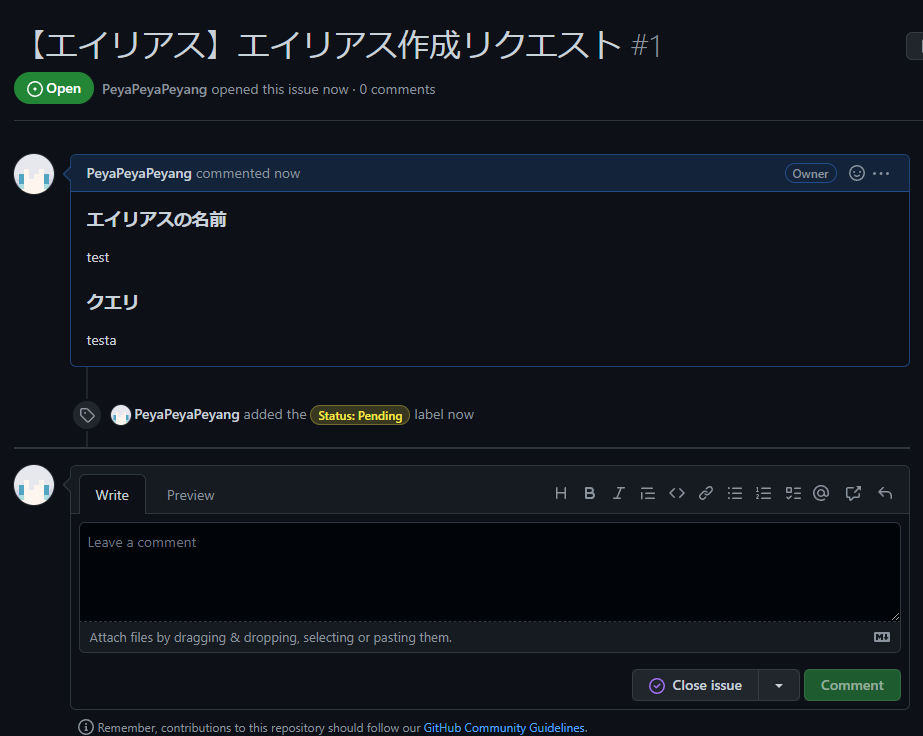 【エイリアス】エイリアス作成リクエスト #1
Open PeyaPeyaPeyang opened this issue now · 0 comments
PeyaPeyaPeyang commented now Owner
エイリアスの名前
test
クエリ
testa
PeyaPeyaPeyang added the Status: Pending label now
Write Preview
Leave a comment
Attach files by dragging & dropping, selecting or pasting them.
Close issue Comment
Remember, contributions to this repository should follow our GitHub Community Guidelines.